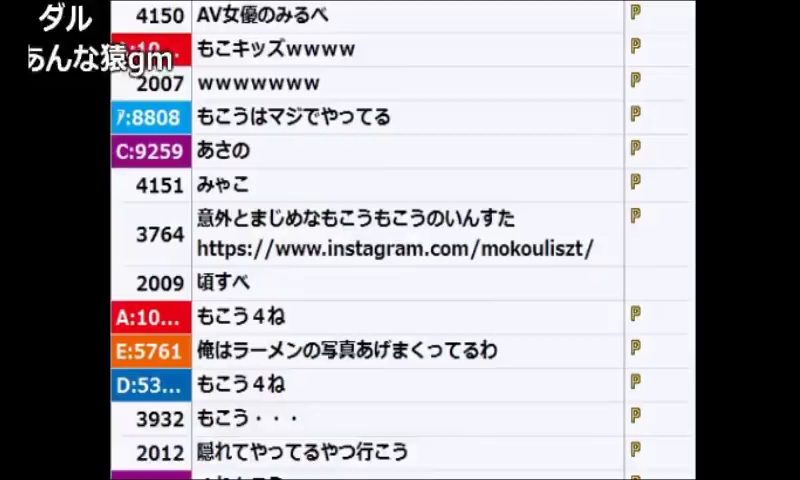 ダル
あんな猿gm
4150 AV女優のみるべ
もこキッズｗｗｗｗ
2007 ｗｗｗｗｗｗｗ
ｱ:8808 もこうはマジでやってる
C:9259 あさの
4151 みゃこ
3764 意外とまじめなもこうもこうのいんすた
https://www.instagram.com/mokouliszt/
2009 頃すべ
A:10... もこう４ね
E:5761 俺はラーメンの写真あげまくってるわ
D:53... もこう４ね
3932 もこう・・・
2012 隠れてやってるやつ行こう